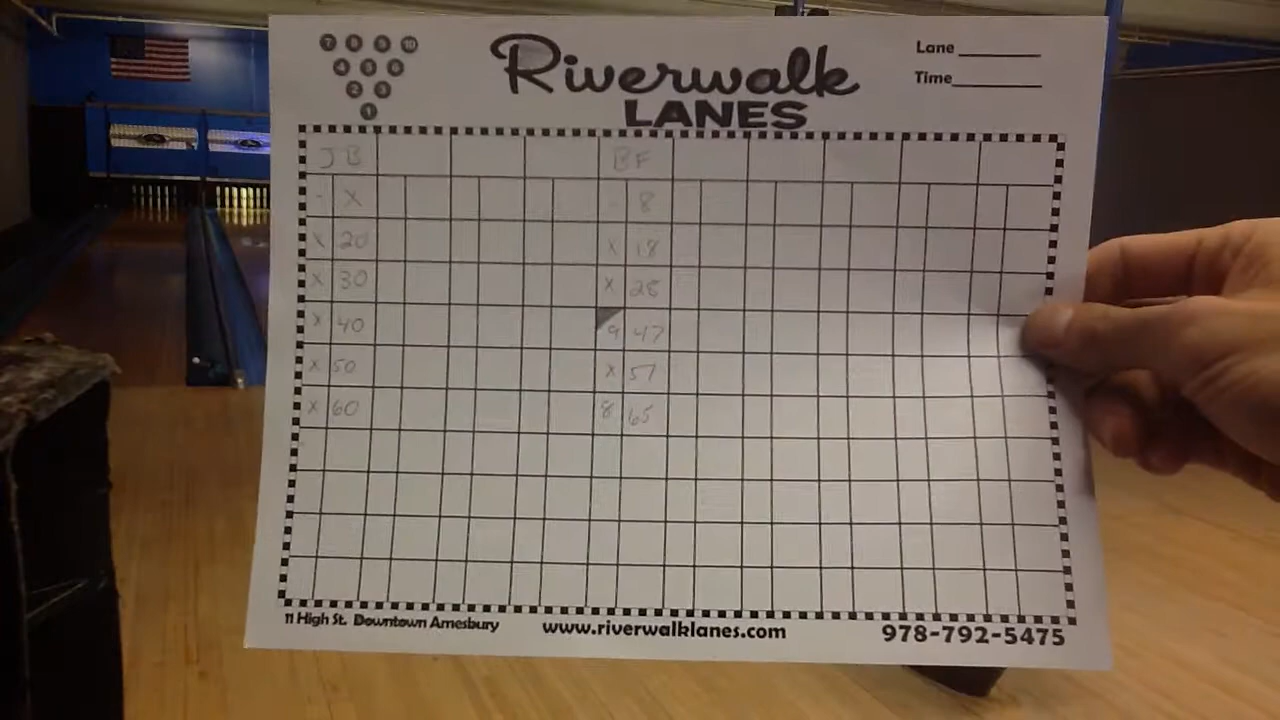 7 8 9 10
4 5 6
2 3
1
Riverwalk
LANES
Lane
Time
JB BF
- X - 8
X 20 X 18
X 30 X 28
X 40 9 47
X 50 X 57
X 60 8 65
11 High St. Downtown Amesbury
www.riverwalklanes.com
978-792-5475